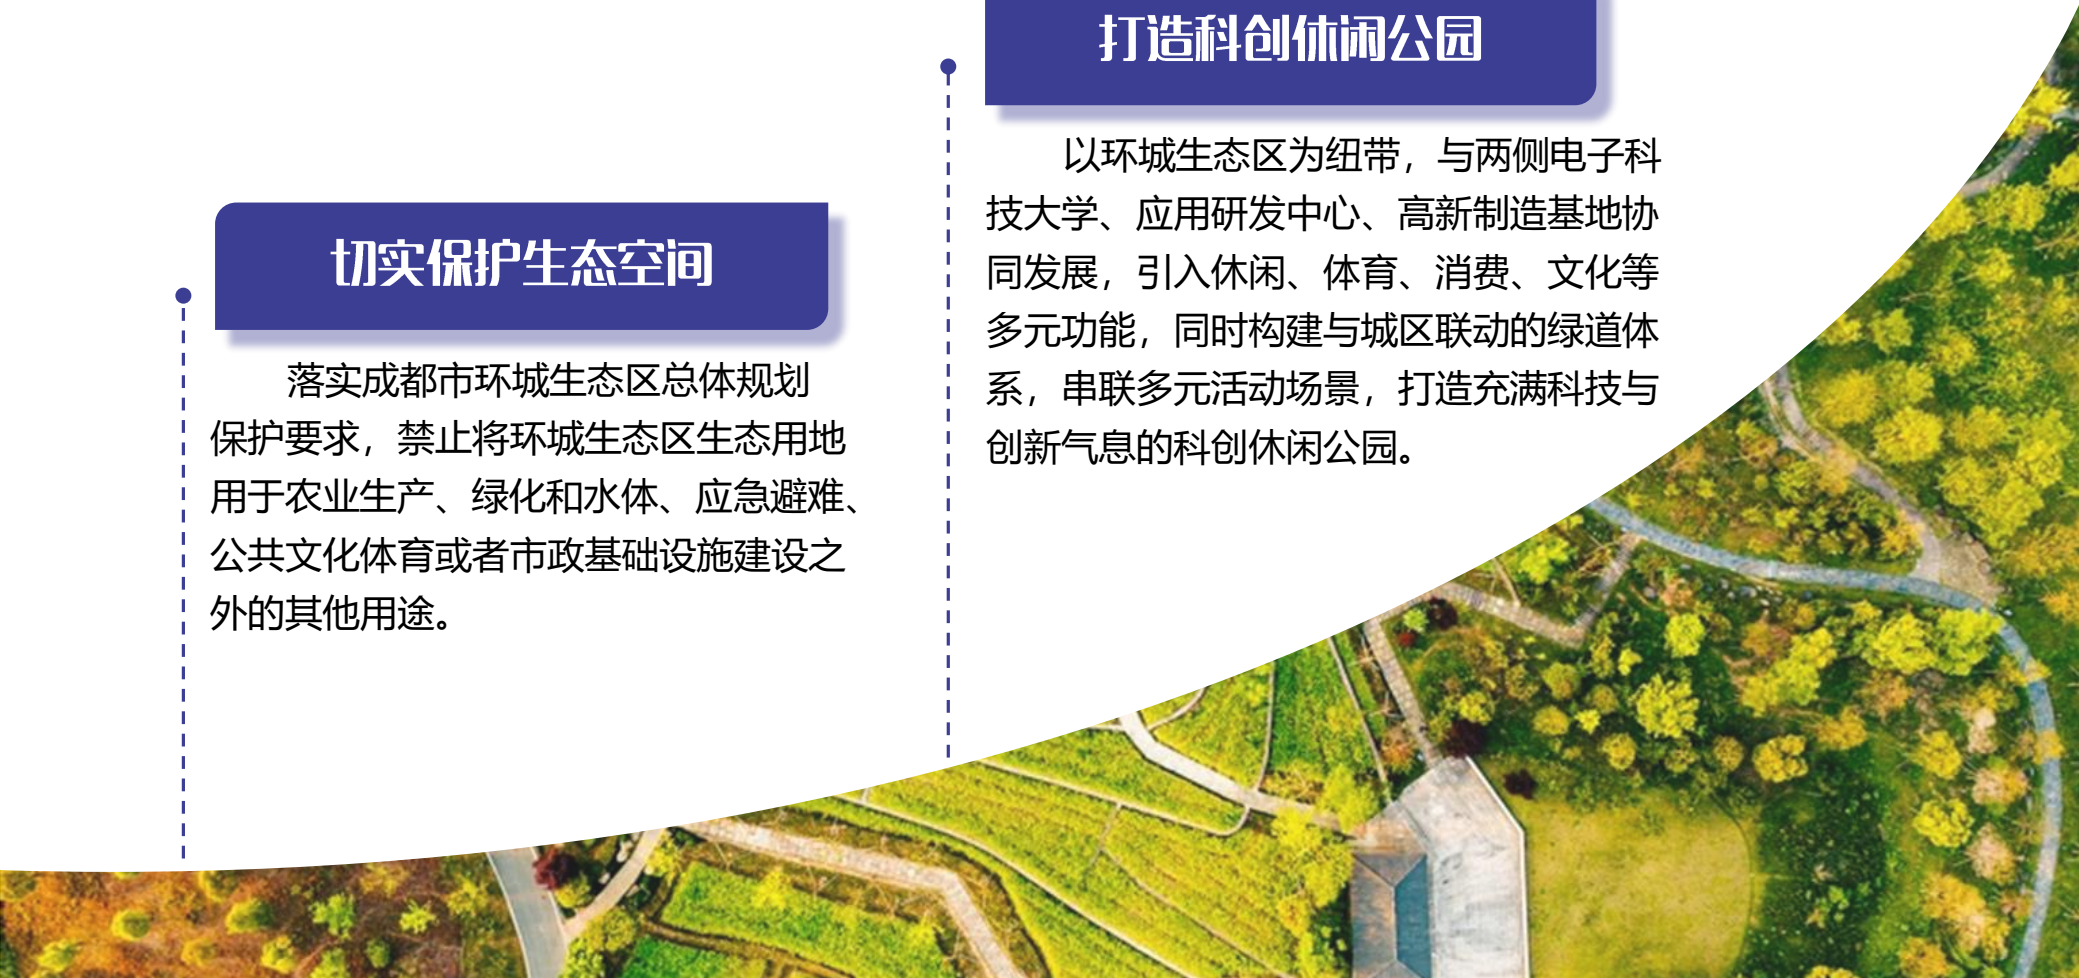 切实保护生态空间
落实成都市环城生态区总体规划
保护要求，禁止将环城生态区生态用地
用于农业生产、绿化和水体、应急避难、
公共文化体育或者市政基础设施建设之
外的其他用途。
打造科创休闲公园
以环城生态区为纽带，与两侧电子科
技大学、应用研发中心、高新制造基地协
同发展，引入休闲、体育、消费、文化等
多元功能，同时构建与城区联动的绿道体
系，串联多元活动场景，打造充满科技与
创新气息的科创休闲公园。